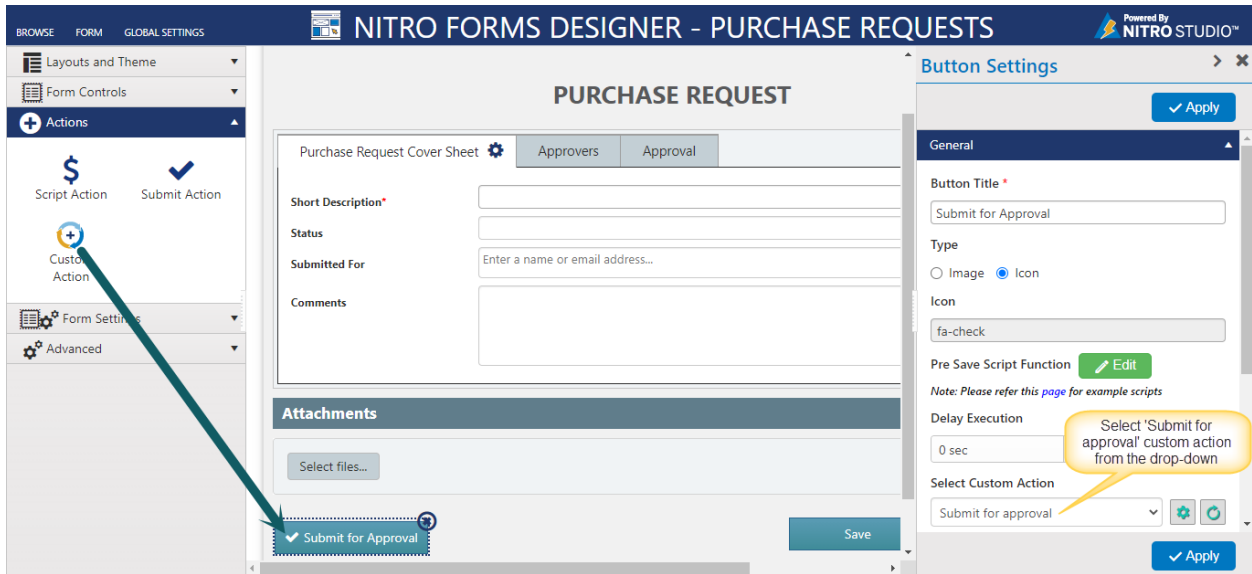 BROWSE FORM GLOBAL SETTINGS
NITRO FORMS DESIGNER - PURCHASE REQUESTS
Powered By
NITRO STUDIO™
Layouts and Theme
Form Controls
Actions
Script Action
Submit Action
Action
Form Settings
Advanced
PURCHASE REQUEST
Purchase Request Cover Sheet
Approvers
Approval
Short Description*
Status
Submitted For
Enter a name or email address...
Comments
Attachments
Select files...
Submit for Approval
Save
Button Settings
Apply
General
Button Title *
Submit for Approval
Type
Image
Icon
Icon
fa-check
Pre Save Script Function
Edit
Note: Please refer this page for example scripts
Delay Execution
0 sec
Select 'Submit for
approval' custom action
from the drop-down
Select Custom Action
Submit for approval
Apply